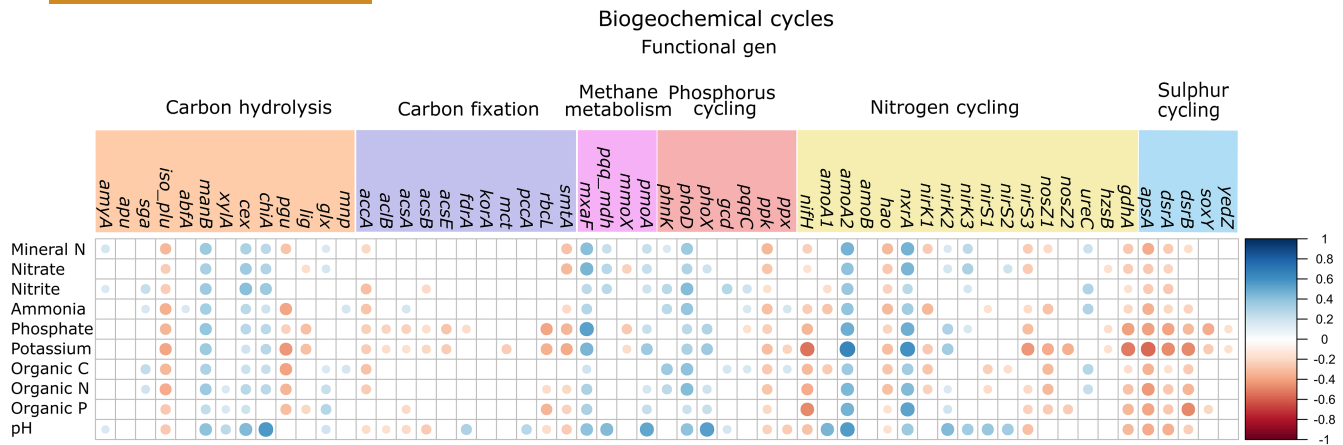 Biogeochemical cycles
Functional gen
Carbon hydrolysis
Carbon fixation
Methane metabolism
Phosphorus cycling
Nitrogen cycling
Sulphur cycling
amyA apu sga iso_plu abfA manB xylA cex chiA pgu lig glx mnp accA aclB acsA acsB acsE fdrA korA mct pccA rbcL smtA mxaF pqq_mdh mmoX pmoA phnK phoD phoX gcd pqqC ppk ppx nifH amoA1 amoA2 amoB hao nxrA nirK1 nirK2 nirK3 nirS1 nirS2 nirS3 nosZ1 nosZ2 ureC hzsB gdhA apsA dsrA dsrB soxY yedZ
Mineral N
Nitrate
Nitrite
Ammonia
Phosphate
Potassium
Organic C
Organic N
Organic P
pH
1
0.8
0.6
0.4
0.2
0
-0.2
-0.4
-0.6
-0.8
-1